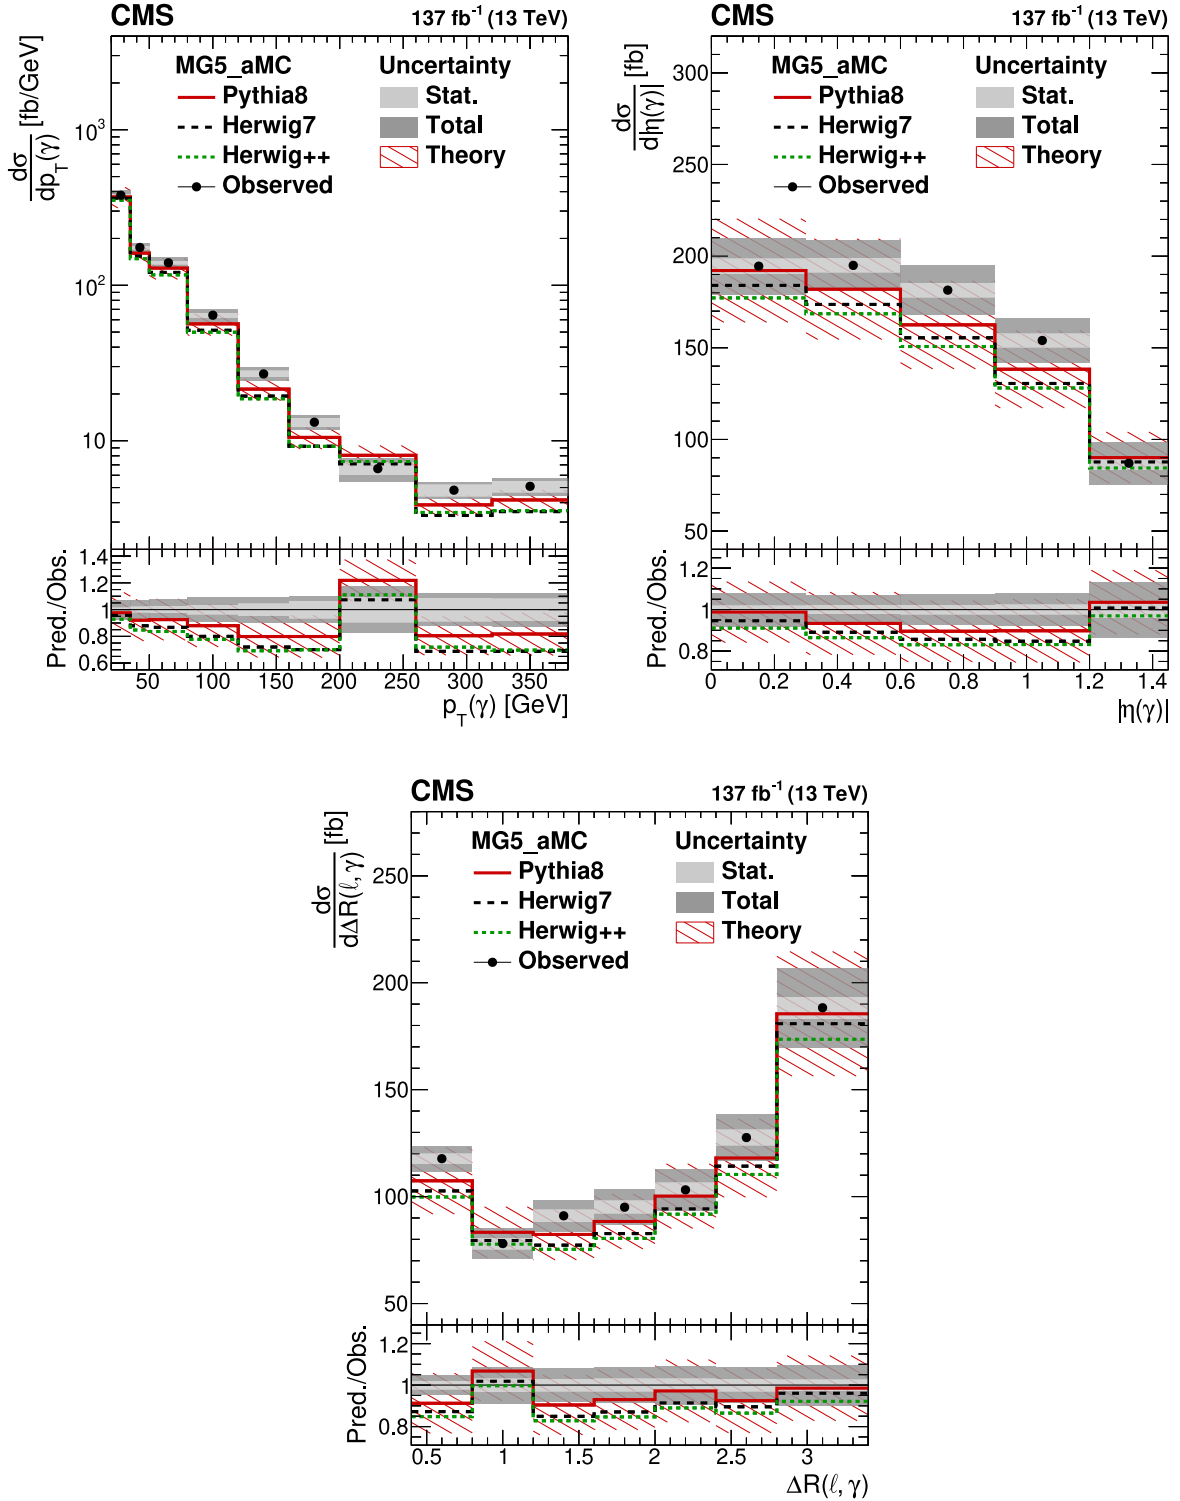 CMS 137 fb⁻¹ (13 TeV)
dσ/dp_T(γ) [fb/GeV]
MG5_aMC Uncertainty
Pythia8 Stat.
Herwig7 Total
Herwig++ Theory
Observed
10³
10²
10
Pred./Obs.
1.4
1.2
1.0
0.8
0.6
50 100 150 200 250 300 350
p_T(γ) [GeV]
CMS 137 fb⁻¹ (13 TeV)
dσ/d|η(γ)| [fb]
MG5_aMC Uncertainty
Pythia8 Stat.
Herwig7 Total
Herwig++ Theory
Observed
300
250
200
150
100
50
Pred./Obs.
1.2
1
0.8
0 0.2 0.4 0.6 0.8 1 1.2 1.4
|η(γ)|
CMS 137 fb⁻¹ (13 TeV)
dσ/dΔR(ℓ, γ) [fb]
MG5_aMC Uncertainty
Pythia8 Stat.
Herwig7 Total
Herwig++ Theory
Observed
250
200
150
100
50
Pred./Obs.
1.2
1
0.8
0.5 1 1.5 2 2.5 3
ΔR(ℓ, γ)